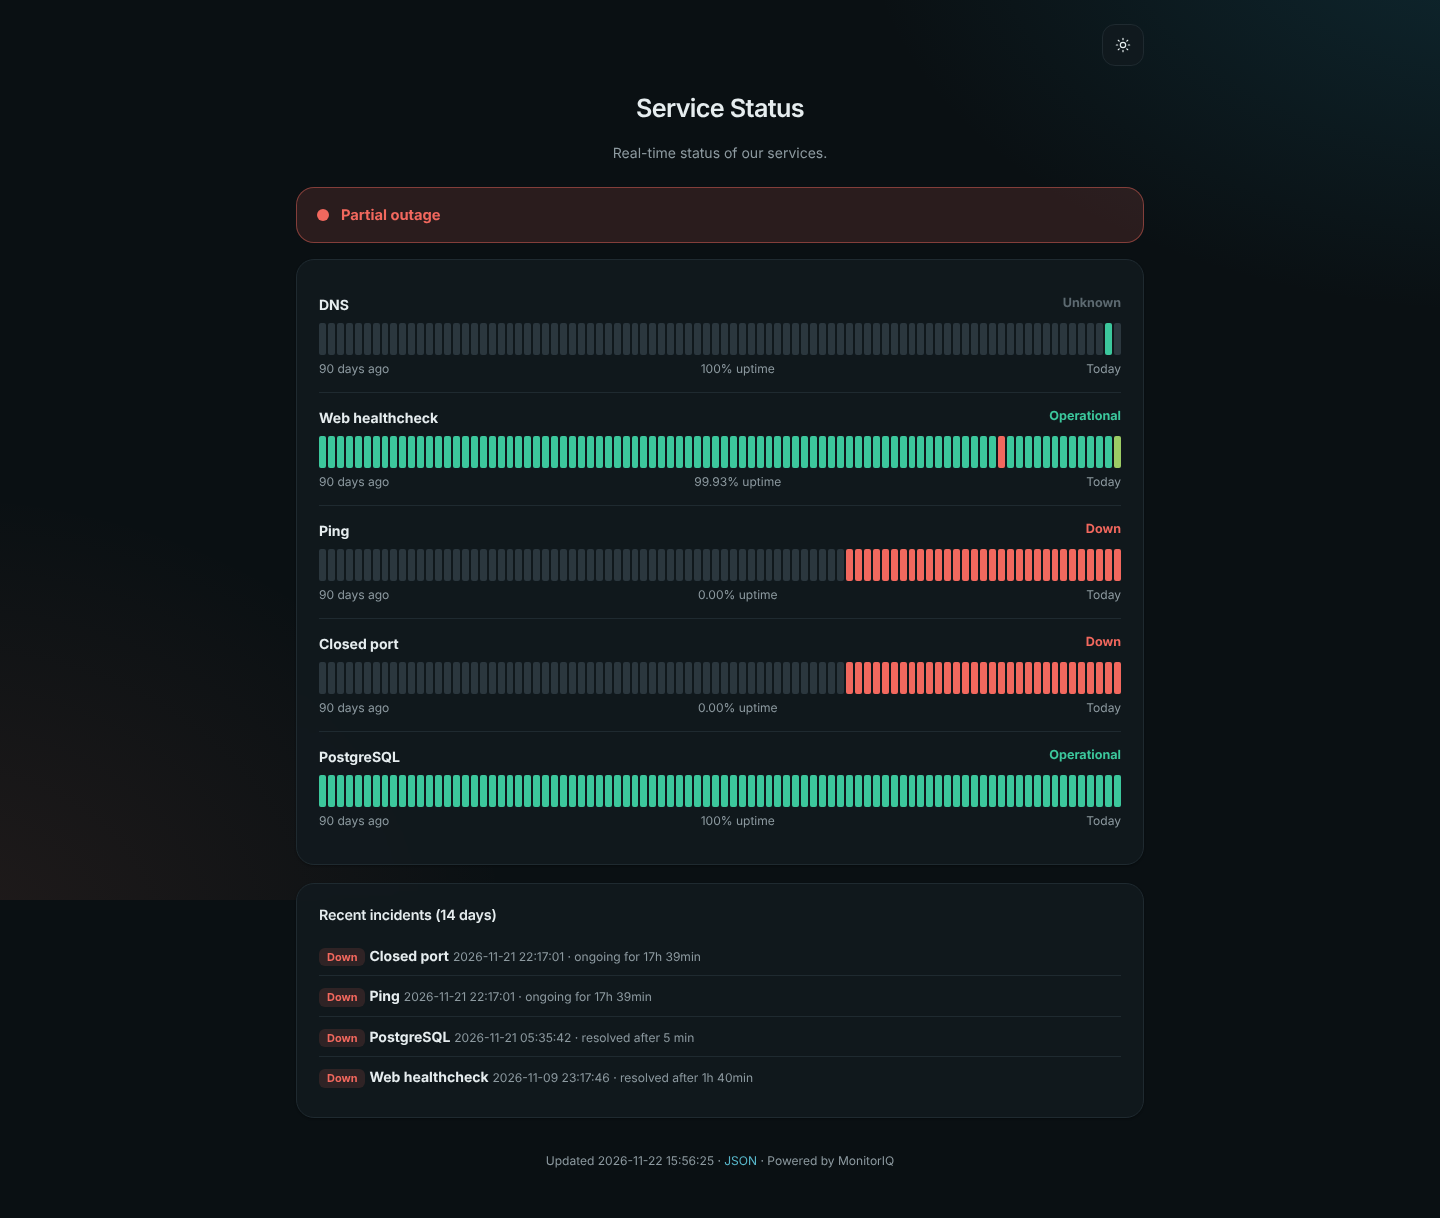 Service Status
Real-time status of our services.
Partial outage
DNS Unknown
90 days ago 100% uptime Today
Web healthcheck Operational
90 days ago 99.93% uptime Today
Ping Down
90 days ago 0.00% uptime Today
Closed port Down
90 days ago 0.00% uptime Today
PostgreSQL Operational
90 days ago 100% uptime Today
Recent incidents (14 days)
Down Closed port 2026-11-21 22:17:01 · ongoing for 17h 39min
Down Ping 2026-11-21 22:17:01 · ongoing for 17h 39min
Down PostgreSQL 2026-11-21 05:35:42 · resolved after 5 min
Down Web healthcheck 2026-11-09 23:17:46 · resolved after 1h 40min
Updated 2026-11-22 15:56:25 · JSON · Powered by MonitorIQ